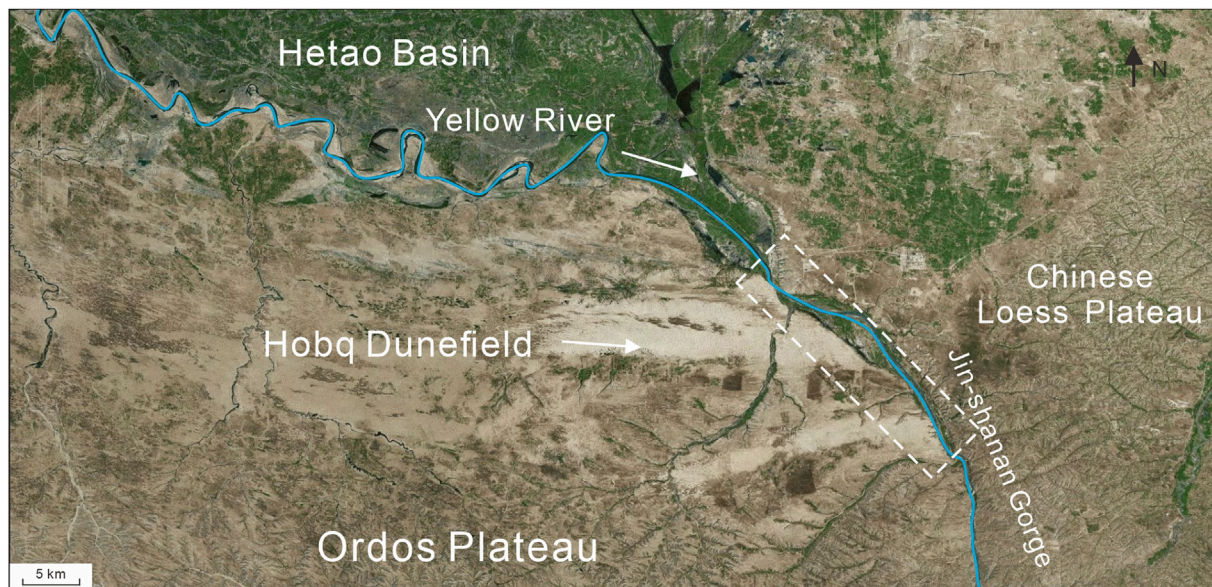 Hetao Basin
N
Yellow River
Chinese
Loess Plateau
Hobq Dunefield
Jin-shanan Gorge
Ordos Plateau
5 km